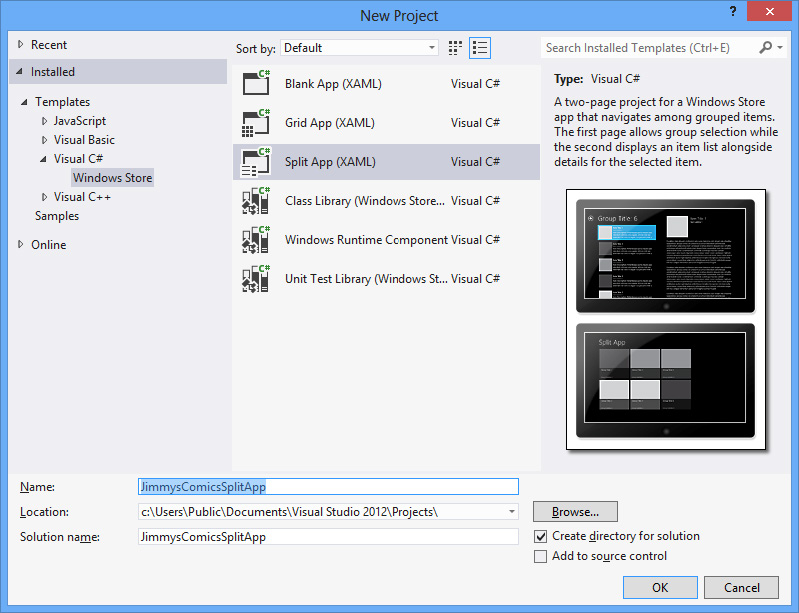 New Project
?
Recent
Installed
Templates
JavaScript
Visual Basic
Visual C#
Windows Store
Visual C++
Samples
Online
Sort by: Default
C# Blank App (XAML) Visual C#
C# Grid App (XAML) Visual C#
C# Split App (XAML) Visual C#
C# Class Library (Windows Store... Visual C#
C# Windows Runtime Component Visual C#
C# Unit Test Library (Windows St... Visual C#
Search Installed Templates (Ctrl+E)
Type: Visual C#
A two-page project for a Windows Store
app that navigates among grouped items.
The first page allows group selection while
the second displays an item list alongside
details for the selected item.
Group Title: 6
Split App
Name: JimmysComicsSplitApp
Location: c:\Users\Public\Documents\Visual Studio 2012\Projects\
Browse...
Solution name: JimmysComicsSplitApp
Create directory for solution
Add to source control
OK
Cancel